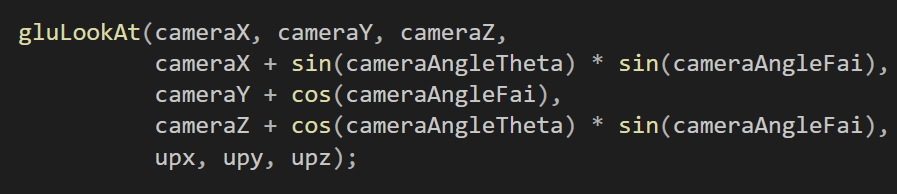 gluLookAt(cameraX, cameraY, cameraZ,
cameraX + sin(cameraAngleTheta) * sin(cameraAngleFai),
cameraY + cos(cameraAngleFai),
cameraZ + cos(cameraAngleTheta) * sin(cameraAngleFai),
upx, upy, upz);